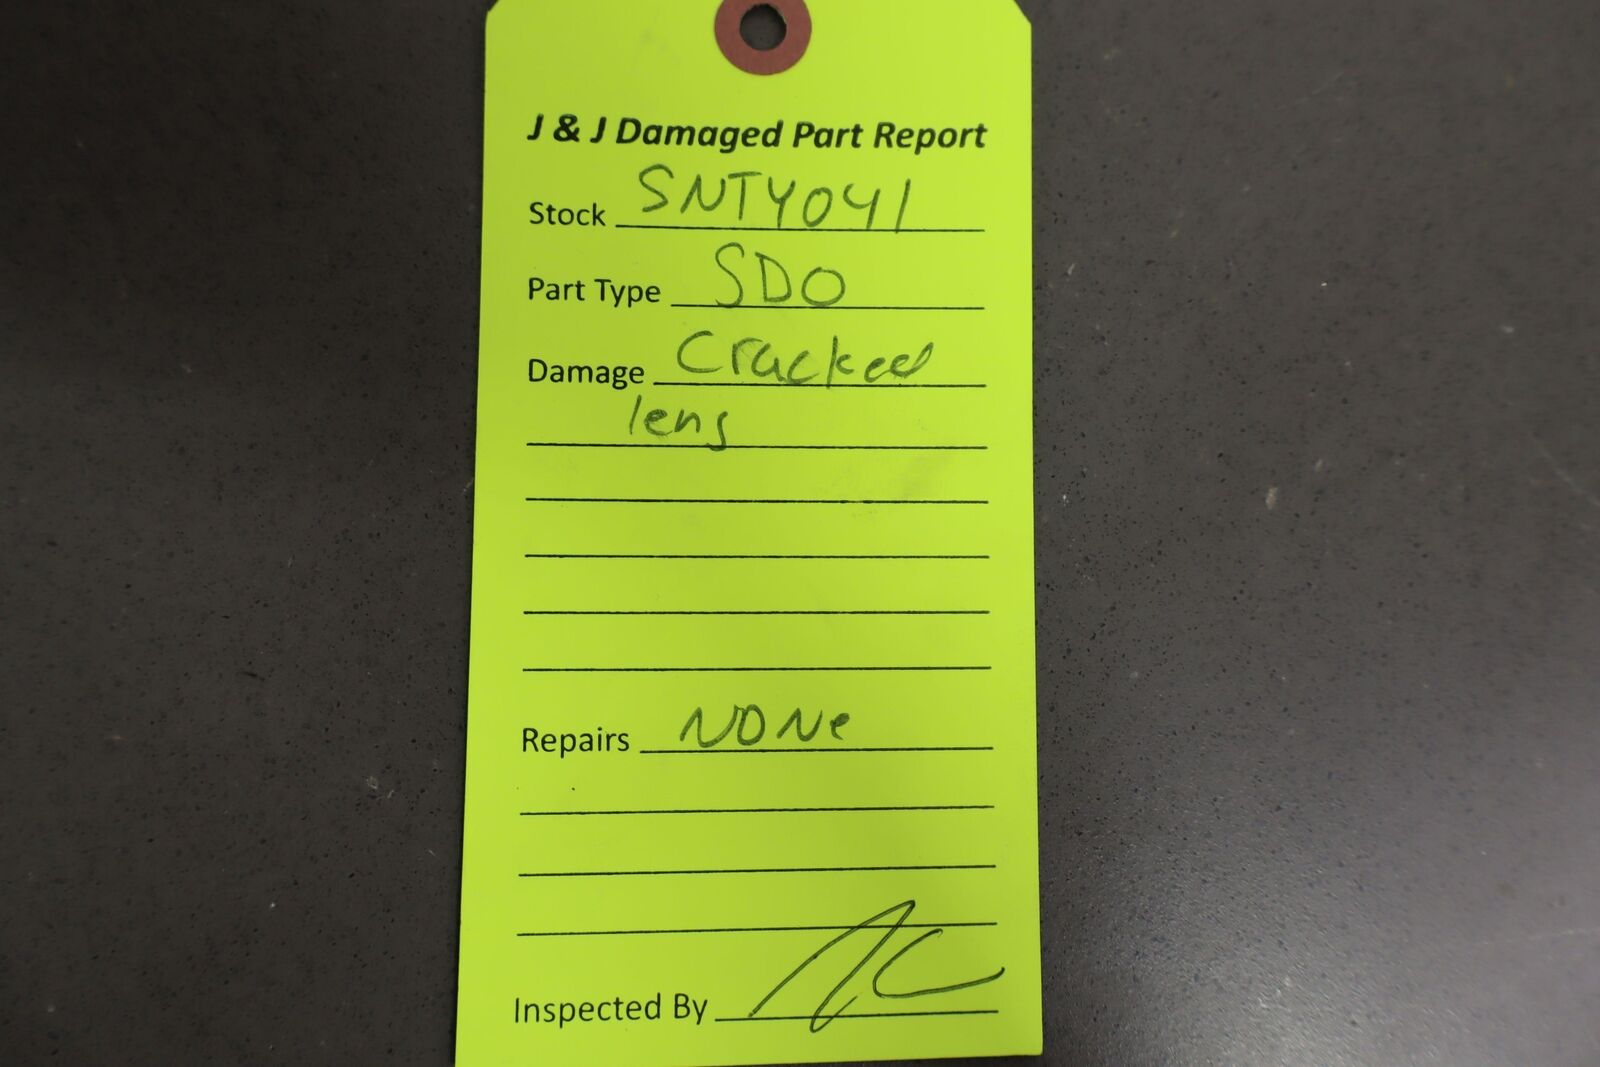 J & J Damaged Part Report
Stock SNTY041
Part Type SDO
Damage Cracked
lens
Repairs NONe
Inspected By